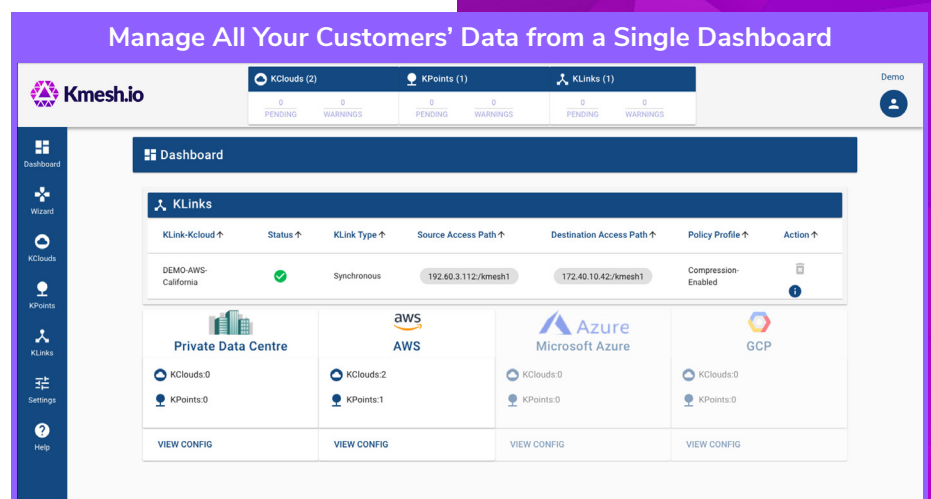 Manage All Your Customers’ Data from a Single Dashboard
Kmesh.io
KClouds (2)
0 0
PENDING WARNINGS
KPoints (1)
0 0
PENDING WARNINGS
KLinks (1)
0 0
PENDING WARNINGS
Demo
Dashboard
Wizard
KClouds
KPoints
KLinks
Settings
Help
Dashboard
KLinks
KLink-Kcloud ↑ Status ↑ KLink Type ↑ Source Access Path ↑ Destination Access Path ↑ Policy Profile ↑ Action ↑
DEMO-AWS-
California
Synchronous
192.60.3.112:/kmesh1
172.40.10.42:/kmesh1
Compression-
Enabled
Private Data Centre
KClouds:0
KPoints:0
VIEW CONFIG
aws
AWS
KClouds:2
KPoints:1
VIEW CONFIG
Azure
Microsoft Azure
KClouds:0
KPoints:0
VIEW CONFIG
GCP
KClouds:0
KPoints:0
VIEW CONFIG